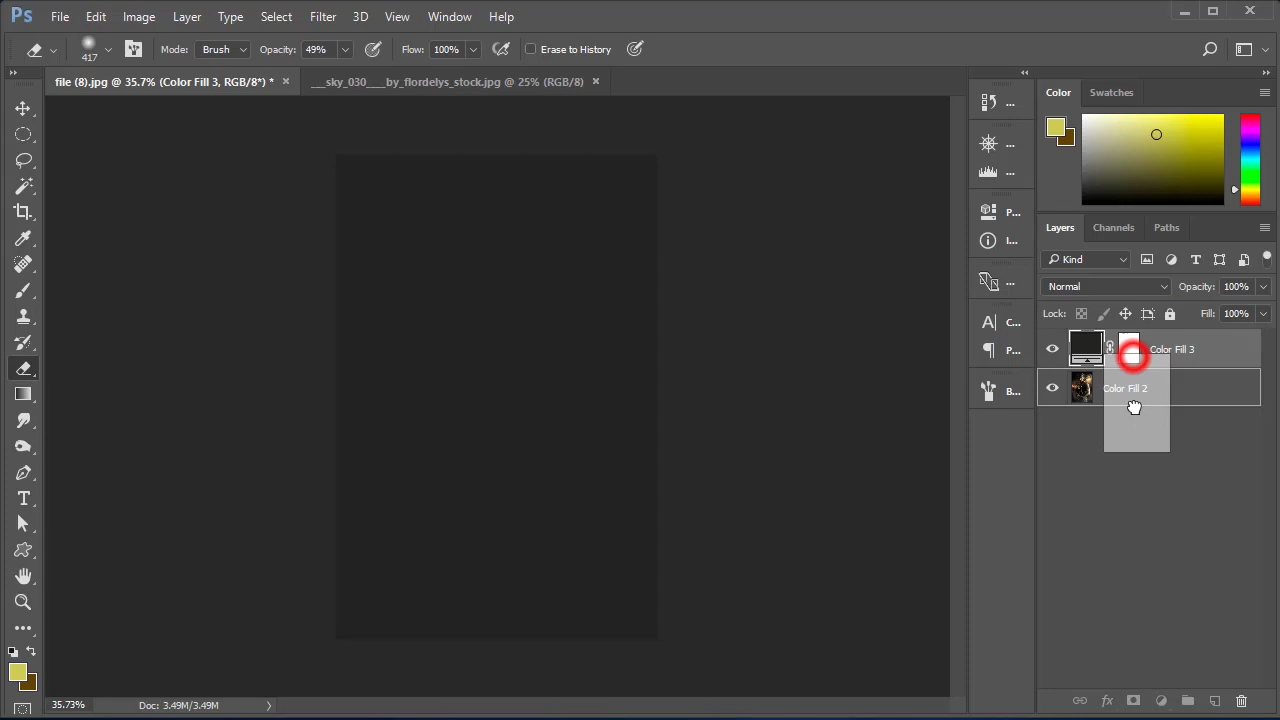 Ps File Edit Image Layer Type Select Filter 3D View Window Help
417 Mode: Brush Opacity: 49% Flow: 100% Erase to History
file (8).jpg @ 35.7% (Color Fill 3, RGB/8*) * ___sky_030___by_flordelys_stock.jpg @ 25% (RGB/8)
Color Swatches
...
...
...
P...
I...
...
C...
P...
B...
Layers Channels Paths
Kind
Normal Opacity: 100%
Lock: Fill: 100%
Color Fill 3
Color Fill 2
35.73% Doc: 3.49M/3.49M